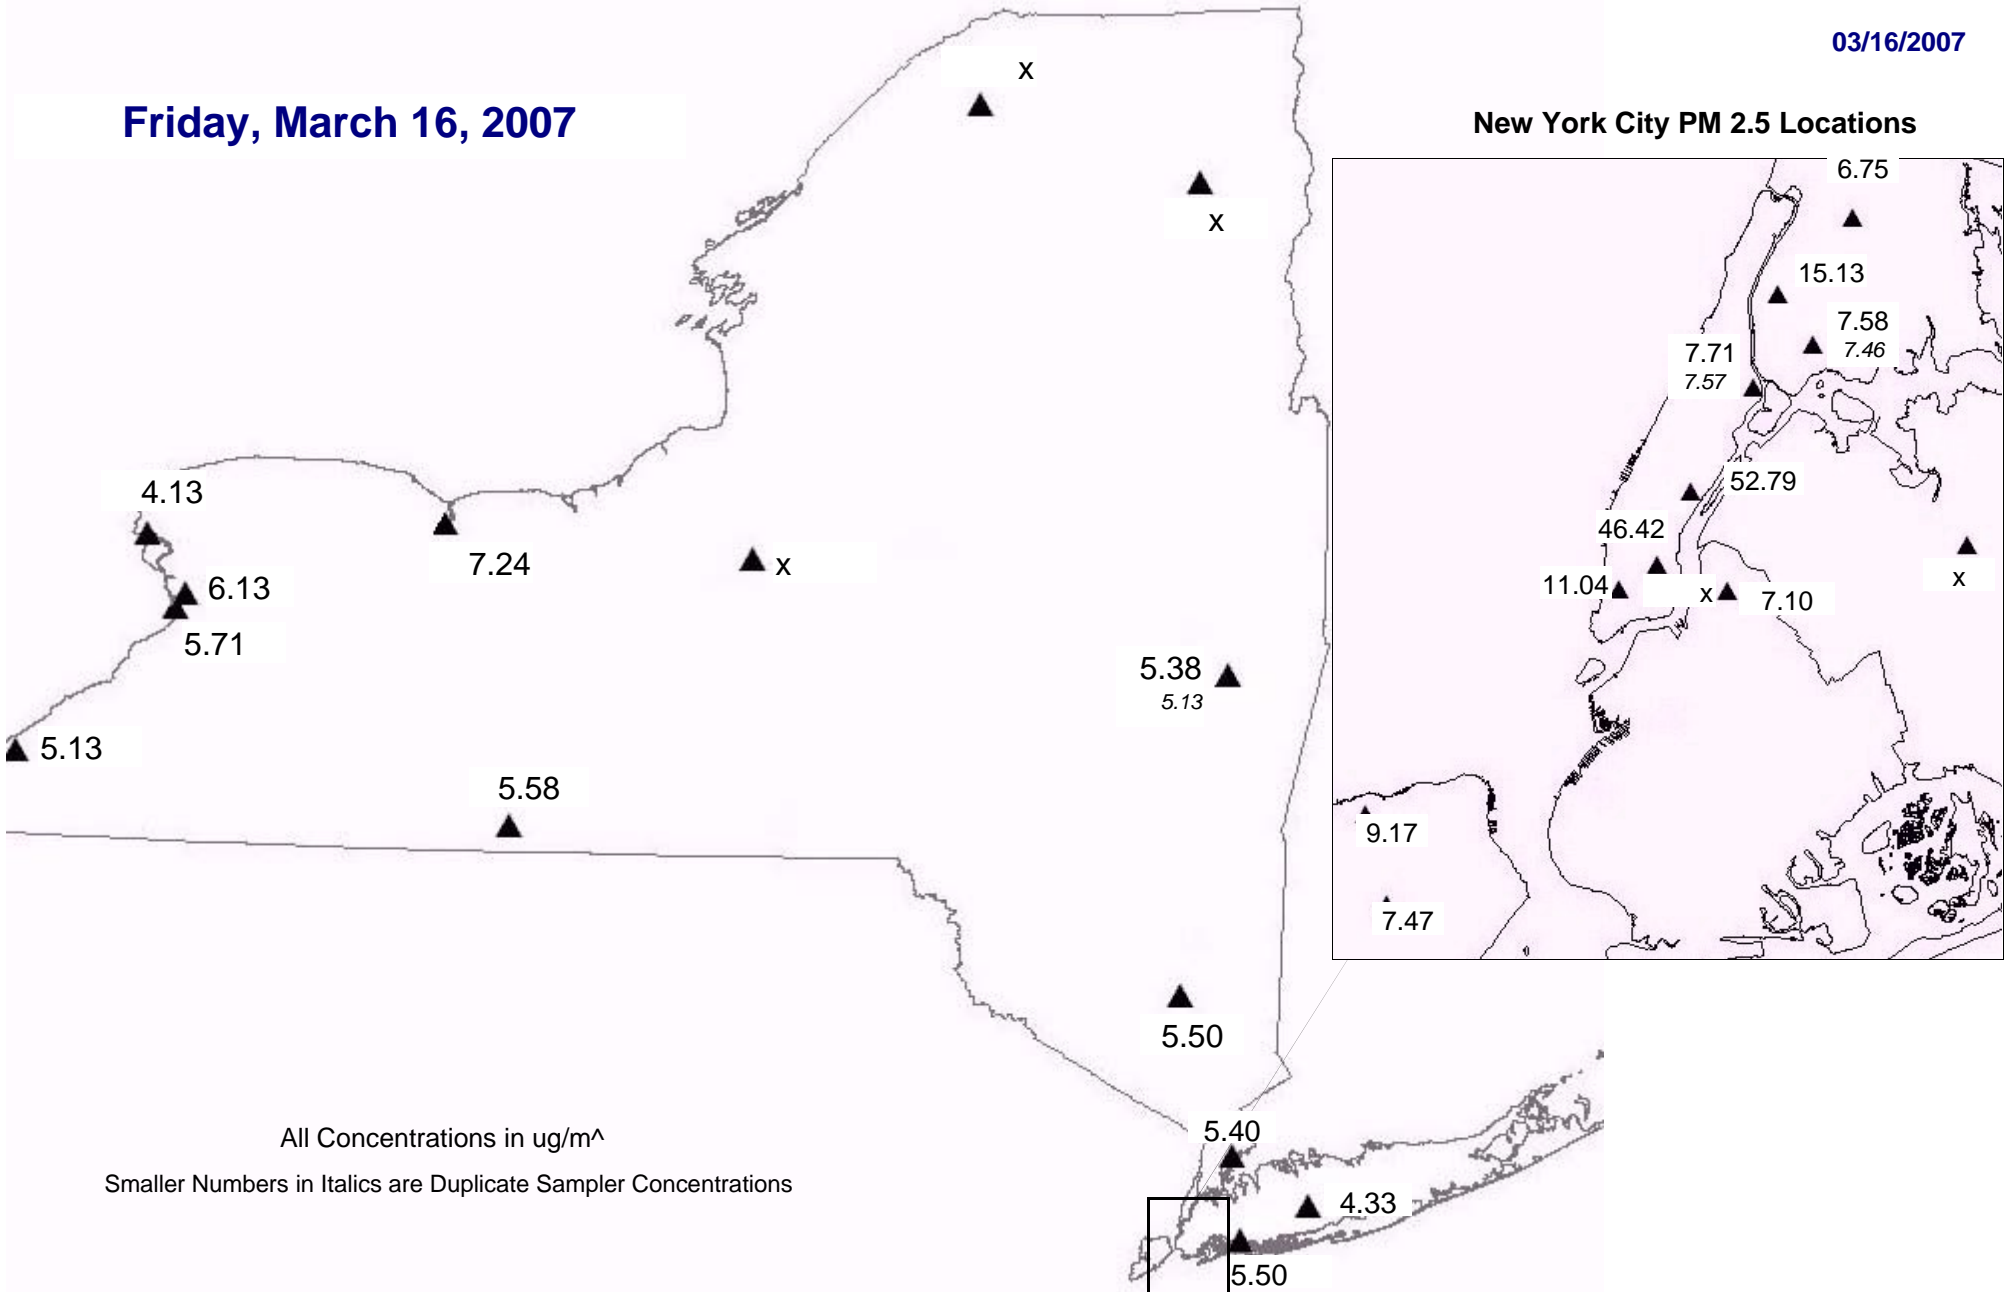 03/16/2007
Friday, March 16, 2007
New York City PM 2.5 Locations
x
x
6.75
15.13
7.58
7.46
7.71
7.57
52.79
46.42
11.04
x
7.10
x
9.17
7.47
4.13
7.24
x
6.13
5.71
5.38
5.13
5.13
5.58
5.50
5.40
4.33
5.50
All Concentrations in ug/m^
Smaller Numbers in Italics are Duplicate Sampler Concentrations